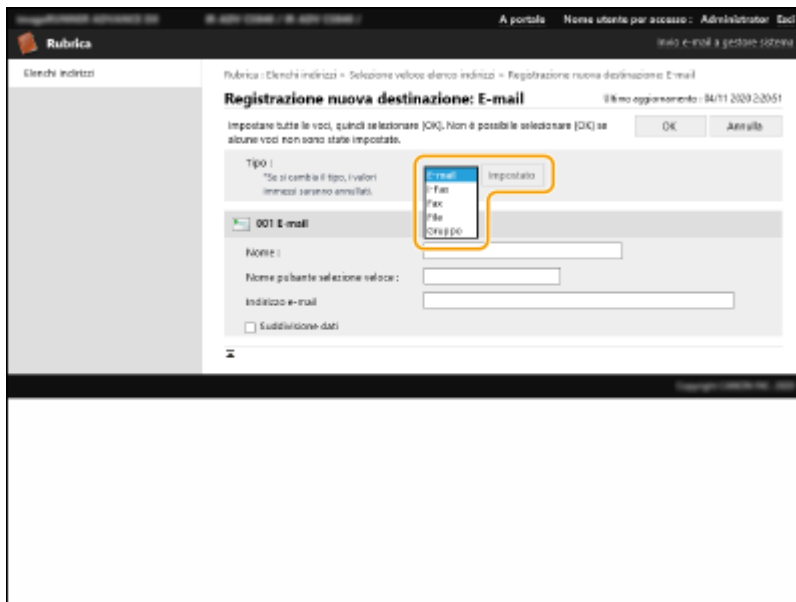 A portale Nome utente per accesso : Administrator Esci
Rubrica
Invio e-mail a gestore sistema
Elenchi indirizzi
Rubrica : Elenchi indirizzi > Selezione veloce elenco indirizzi > Registrazione nuova destinazione: E-mail
Registrazione nuova destinazione: E-mail
Ultimo aggiornamento : 04/11 2020 2:20:51
Impostare tutte le voci, quindi selezionare [OK]. Non è possibile selezionare [OK] se
alcune voci non sono state impostate.
OK
Annulla
Tipo :
*Se si cambia il tipo, i valori
immessi saranno annullati.
E-mail
I-Fax
Fax
File
Gruppo
Impostato
001 E-mail
Nome :
Nome pulsante selezione veloce :
Indirizzo e-mail
Suddivisione dati